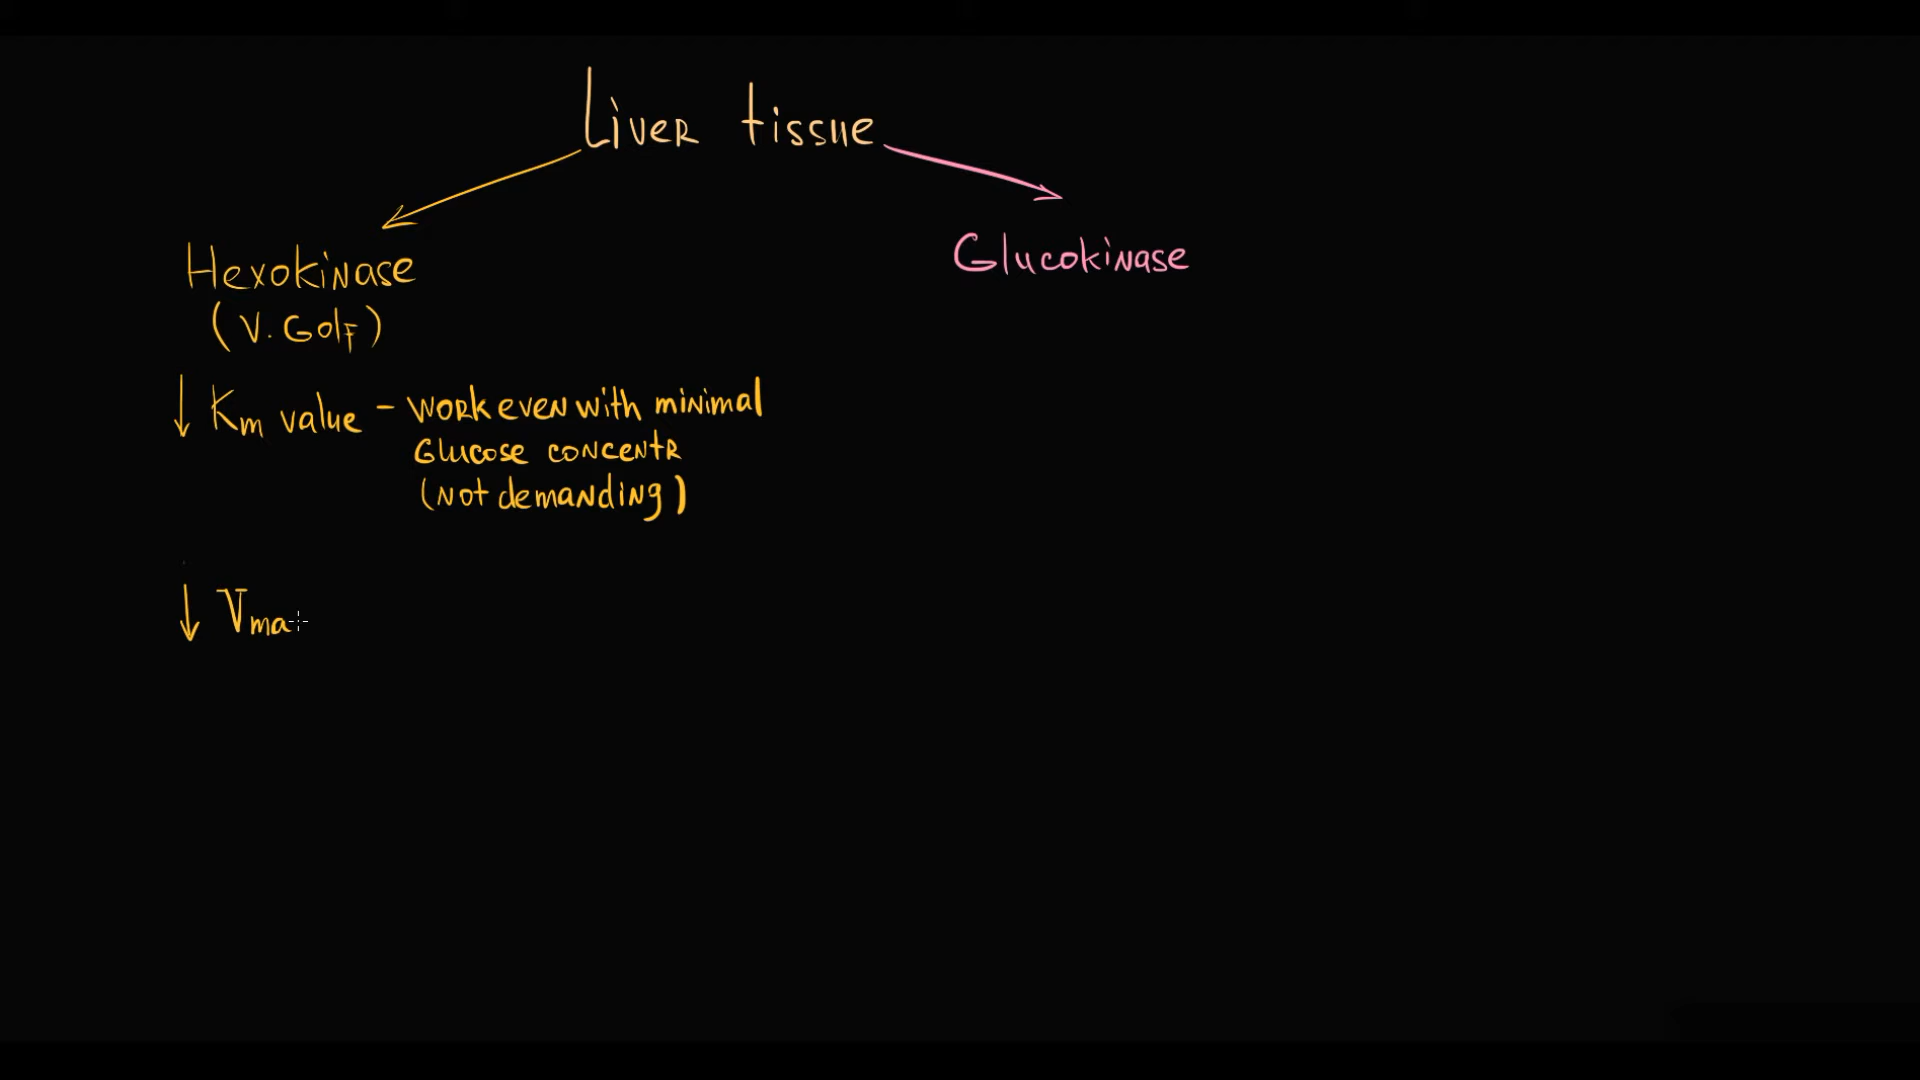 Liver tissue
Hexokinase
(V. Golf)
Glucokinase
↓ Km value - work even with minimal
Glucose concentr
(not demanding)
↓ Vma